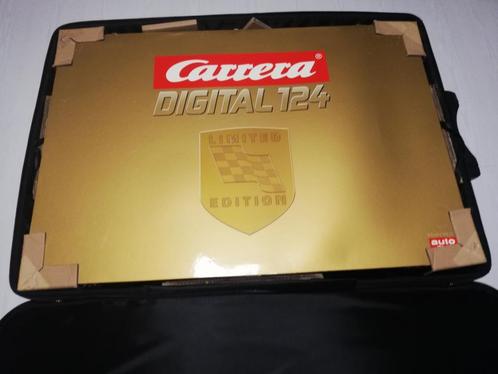 Carrera®
DIGITAL 124
LIMITED
EDITION
auto